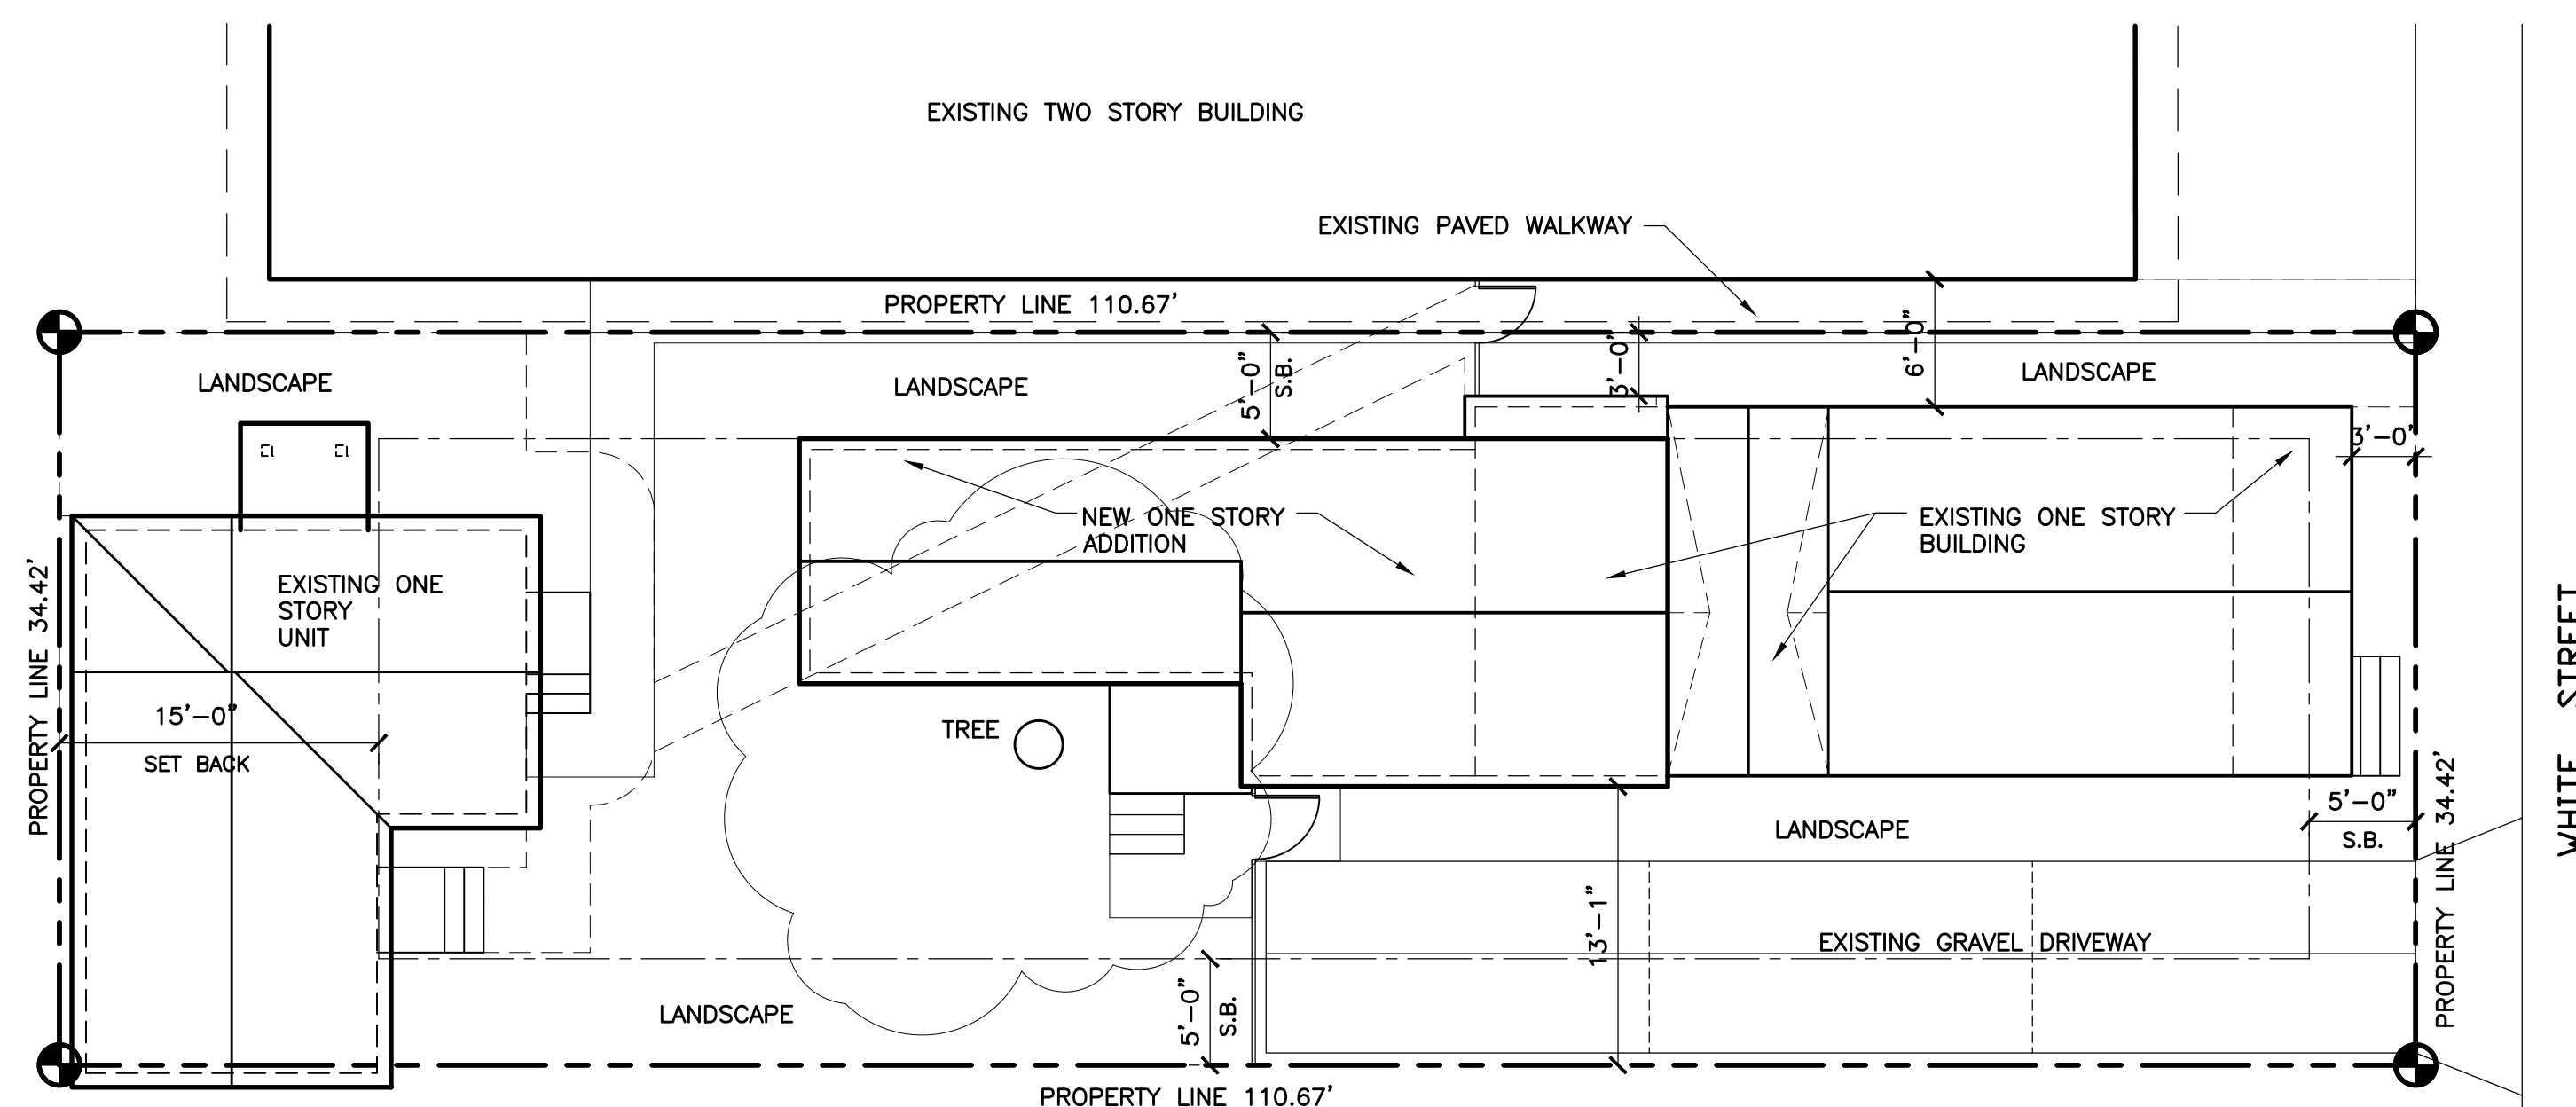 EXISTING TWO STORY BUILDING
EXISTING PAVED WALKWAY
PROPERTY LINE 110.67'
6'-0"
3'-0"
5'-0"
S.B.
LANDSCAPE
LANDSCAPE
LANDSCAPE
3'-0"
NEW ONE STORY
ADDITION
EXISTING ONE STORY
BUILDING
EXISTING ONE
STORY
UNIT
PROPERTY LINE 34.42'
15'-0"
SET BACK
TREE
WHITE STREET
PROPERTY LINE 34.42'
5'-0"
S.B.
LANDSCAPE
13'-1"
EXISTING GRAVEL DRIVEWAY
LANDSCAPE
5'-0"
S.B.
PROPERTY LINE 110.67'